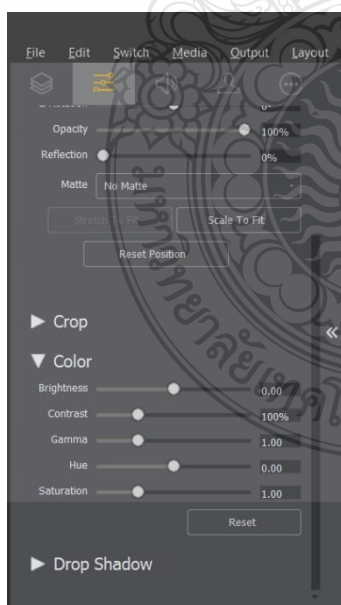 File Edit Switch Media Output Layout
Rotation 0°
Opacity 100%
Reflection 0%
Matte No Matte
Stretch To Fit Scale To Fit
Reset Position
Crop
Color
Brightness 0.00
Contrast 100%
Gamma 1.00
Hue 0.00
Saturation 1.00
Reset
Drop Shadow